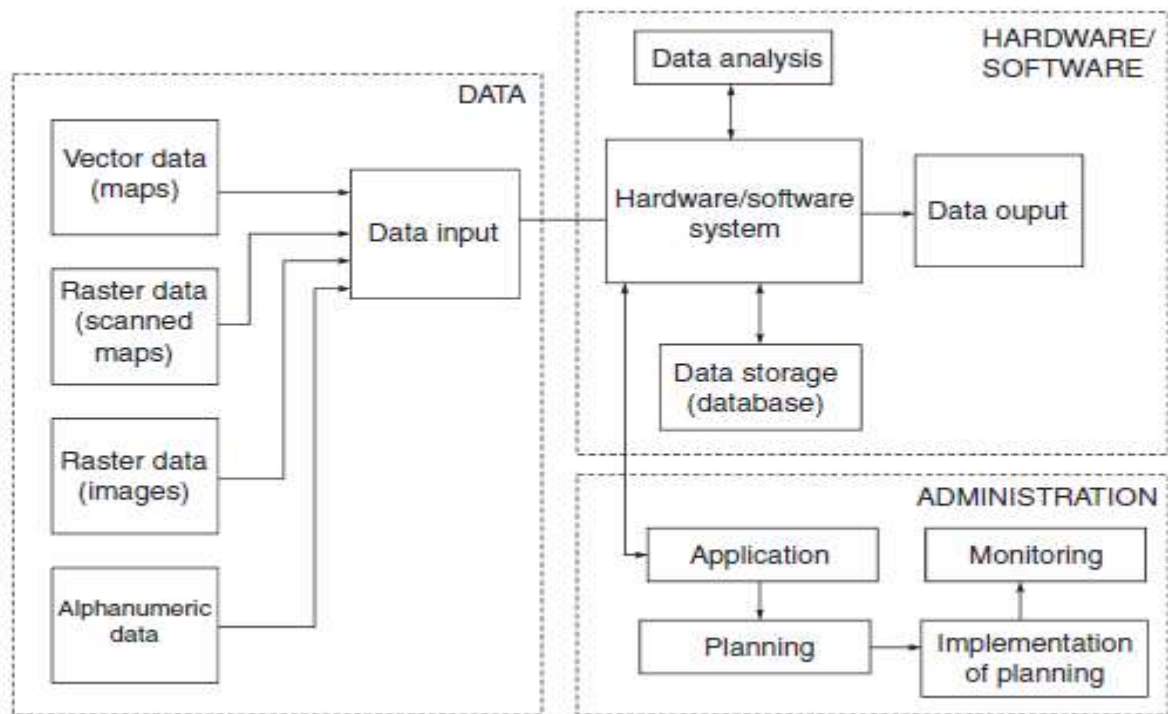 DATA
Vector data
(maps)
Raster data
(scanned
maps)
Raster data
(images)
Alphanumeric
data
Data input
HARDWARE/
SOFTWARE
Data analysis
Hardware/software
system
Data ouput
Data storage
(database)
ADMINISTRATION
Application
Monitoring
Planning
Implementation
of planning